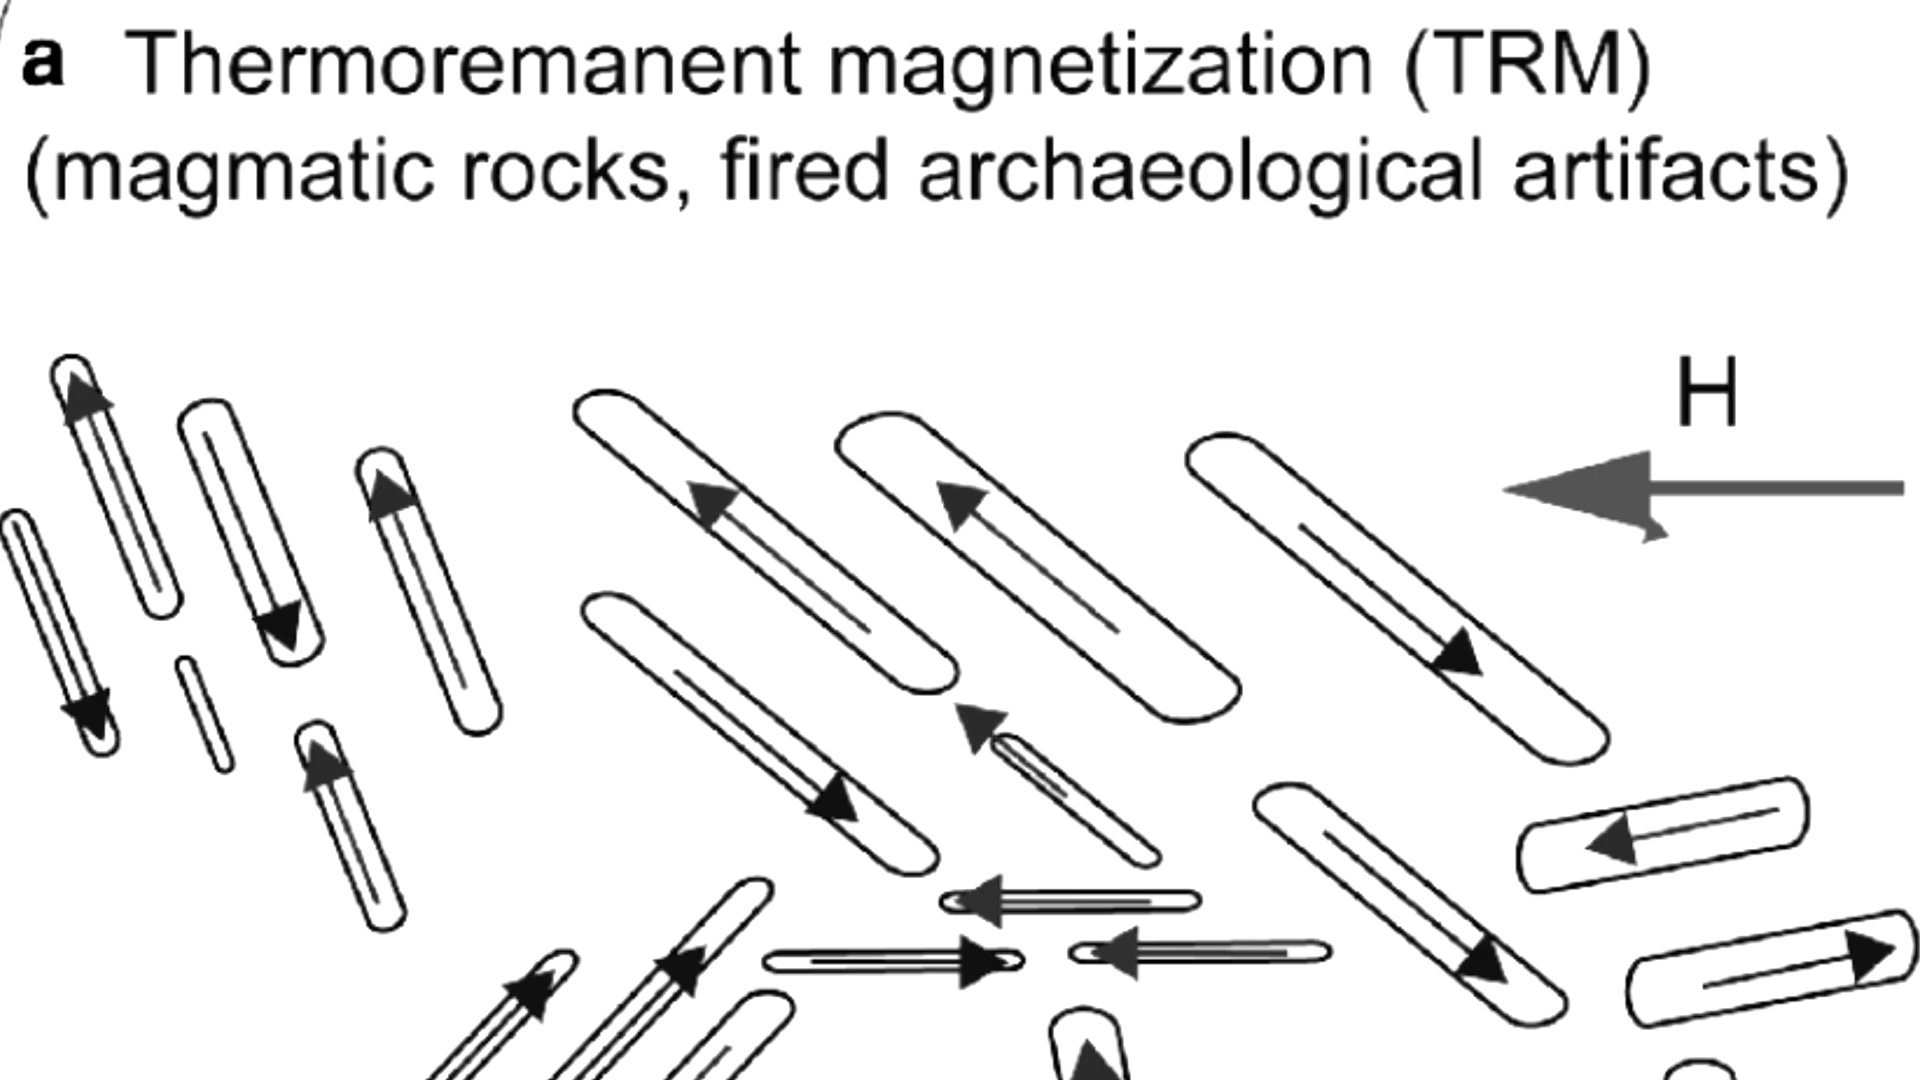 a Thermoremanent magnetization (TRM)
(magmatic rocks, fired archaeological artifacts)
H